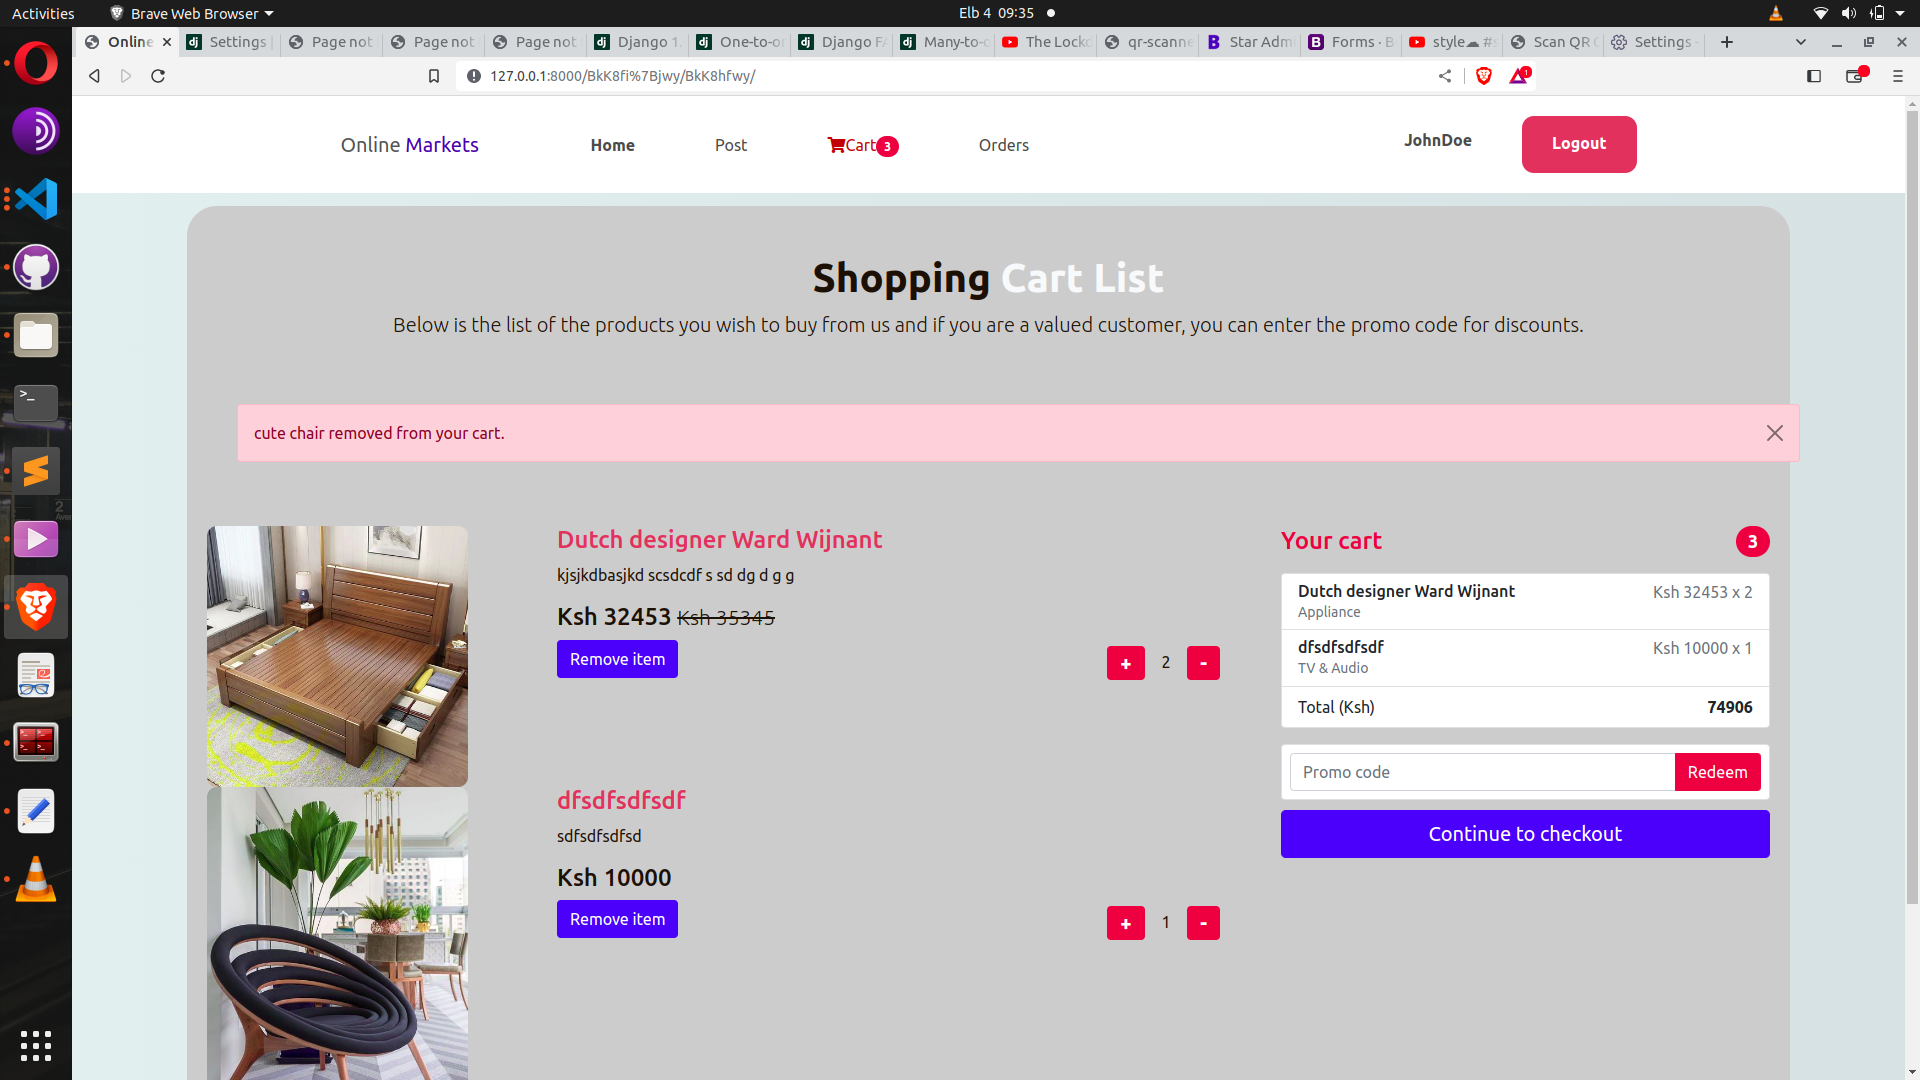 Activities
Brave Web Browser
Elb 4 09:35
Online
Settings
Page not
Page not
Page not
Django 1.
One-to-o
Django FA
Many-to-
The Lock
qr-scanne
Star Adm
Forms · B
style☁ #s
Scan QR C
Settings -
127.0.0.1:8000/BkK8fi%7Bjwy/BkK8hfwy/
1
Online Markets
Home
Post
Cart 3
Orders
JohnDoe
Logout
Shopping Cart List
Below is the list of the products you wish to buy from us and if you are a valued customer, you can enter the promo code for discounts.
cute chair removed from your cart.
Dutch designer Ward Wijnant
kjsjkdbasjkd scsdcdf s sd dg d g g
Ksh 32453 Ksh 35345
Remove item
+ 2 -
dfsdfsdfsdf
sdfsdfsdfsd
Ksh 10000
Remove item
+ 1 -
Your cart 3
Dutch designer Ward Wijnant Ksh 32453 x 2
Appliance
dfsdfsdfsdf Ksh 10000 x 1
TV & Audio
Total (Ksh) 74906
Promo code Redeem
Continue to checkout